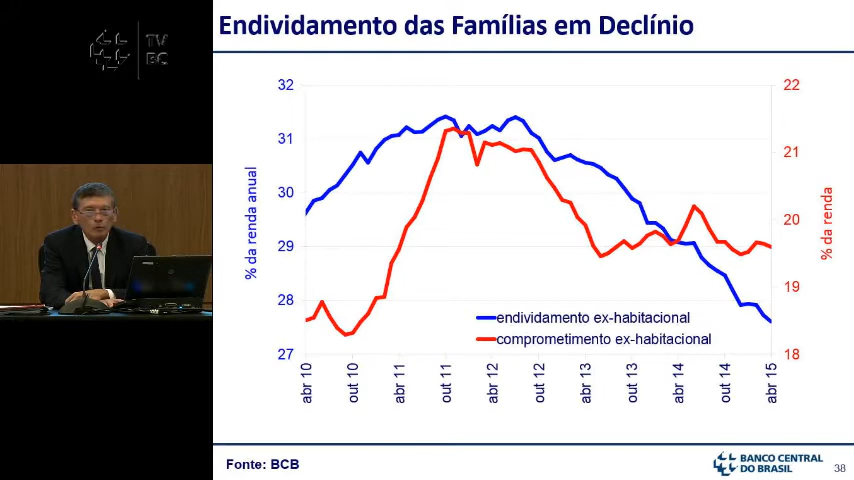 TV
BC
Endividamento das Famílias em Declínio
32
31
30
29
28
27
% da renda anual
22
21
20
19
18
% da renda
endividamento ex-habitacional
comprometimento ex-habitacional
abr 10
out 10
abr 11
out 11
abr 12
out 12
abr 13
out 13
abr 14
out 14
abr 15
Fonte: BCB
BANCO CENTRAL
DO BRASIL
38